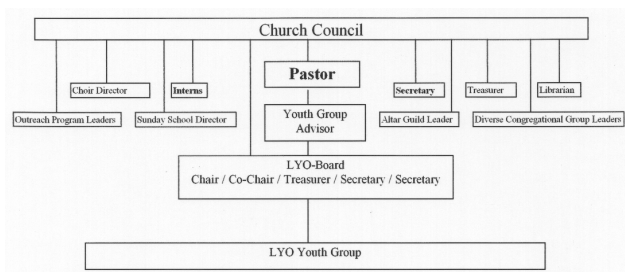 Church Council
Pastor
Choir Director
Interns
Secretary
Treasurer
Librarian
Outreach Program Leaders
Sunday School Director
Youth Group
Advisor
Altar Guild Leader
Diverse Congregational Group Leaders
LYO-Board
Chair / Co-Chair / Treasurer / Secretary / Secretary
LYO Youth Group